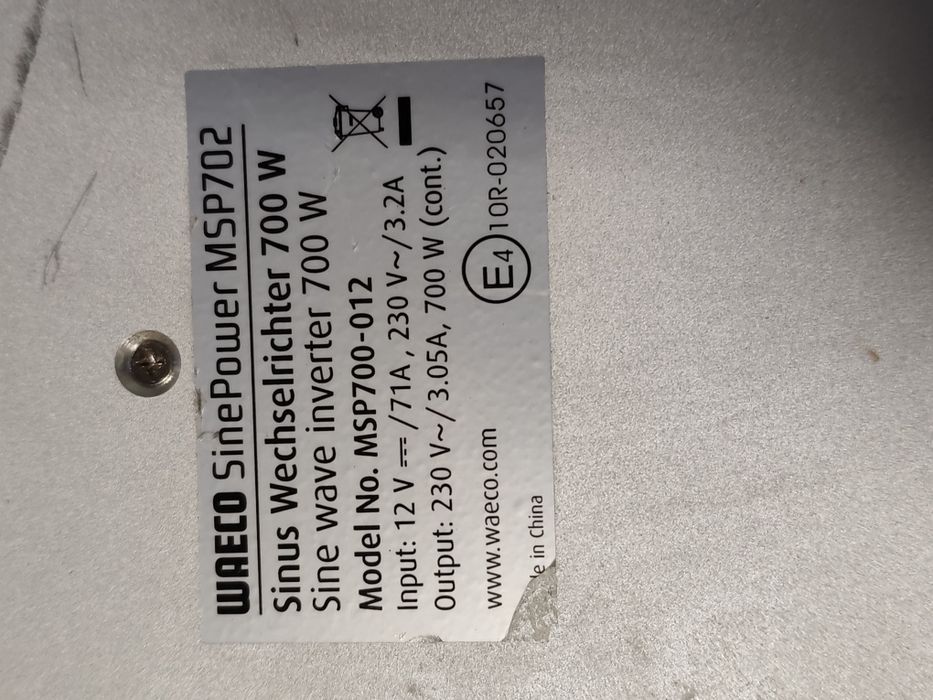 WAECO SinePower MSP702
Sinus Wechselrichter 700 W
Sine wave inverter 700 W
Model No. MSP700-012
Input: 12 V ⎓/71A, 230 V~/3.2A
Output: 230 V~/ 3.05A, 700 W (cont.)
www.waeco.com E4 10R-020657
in China